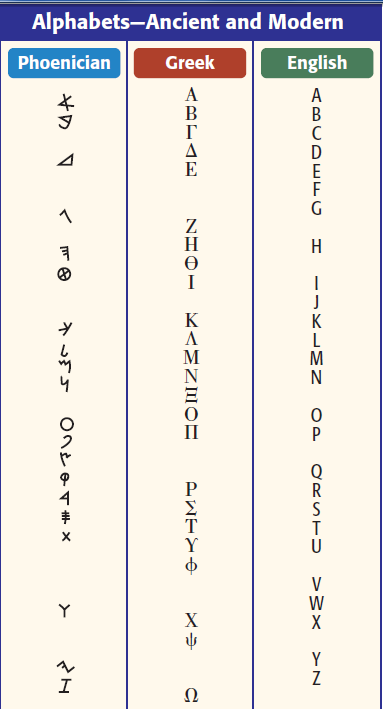 Alphabets—Ancient and Modern
Phoenician
𐤀
𐤁
𐤃
𐤂
𐤄
𐤈
𐤊
𐤋
𐤌
𐤍
𐤏
𐤐
𐤑
𐤒
𐤓
𐤎
𐤕
𐤅
𐤉
𐤆
Greek
Α
Β
Γ
Δ
Ε
Ζ
Η
Θ
Ι
Κ
Λ
Μ
Ν
Ξ
Ο
Π
Ρ
Σ
Τ
Υ
ϕ
Χ
ψ
Ω
English
A
B
C
D
E
F
G
H
I
J
K
L
M
N
O
P
Q
R
S
T
U
V
W
X
Y
Z